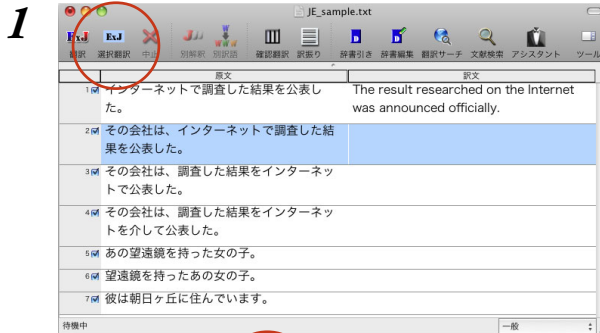 1
JE_sample.txt
ExJ ExJ
翻訳 選択翻訳 中止 別解釈 別訳語 確認翻訳 訳振り 辞書引き 辞書編集 翻訳サーチ 文献検索 アシスタント ツール
原文 訳文
1 インターネットで調査した結果を公表し The result researched on the Internet
た。 was announced officially.
2 その会社は、インターネットで調査した結
果を公表した。
3 その会社は、調査した結果をインターネッ
トで公表した。
4 その会社は、調査した結果をインターネッ
トを介して公表した。
5 あの望遠鏡を持った女の子。
6 望遠鏡を持ったあの女の子。
7 彼は朝日ヶ丘に住んでいます。
待機中 一般